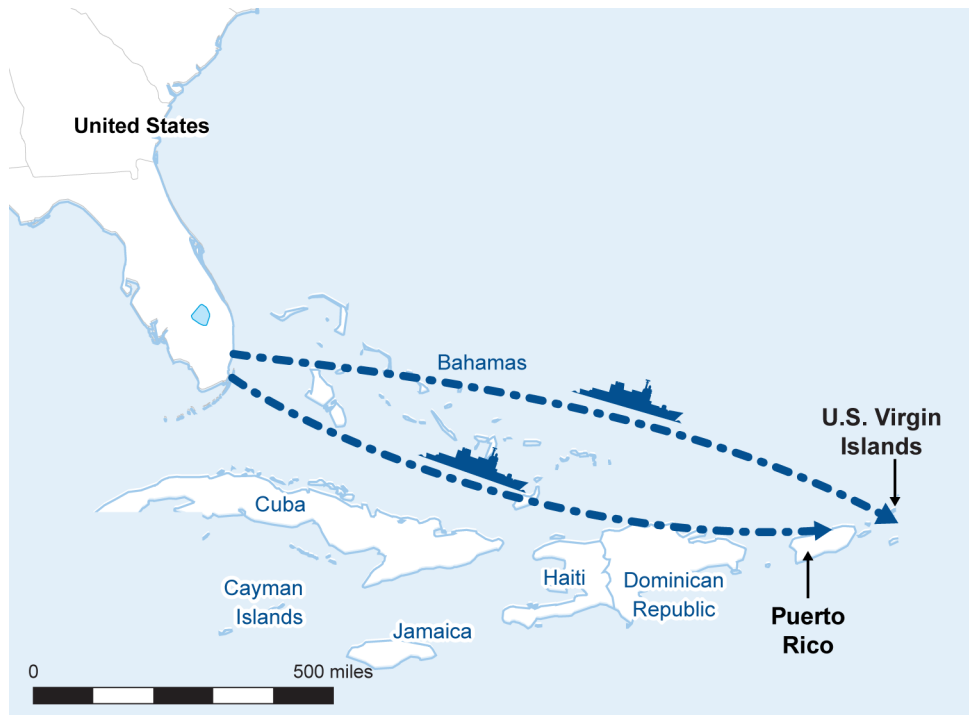 United States
Bahamas
U.S. Virgin
Islands
Cuba
Haiti
Dominican
Republic
Cayman
Islands
Puerto
Rico
Jamaica
0
500 miles